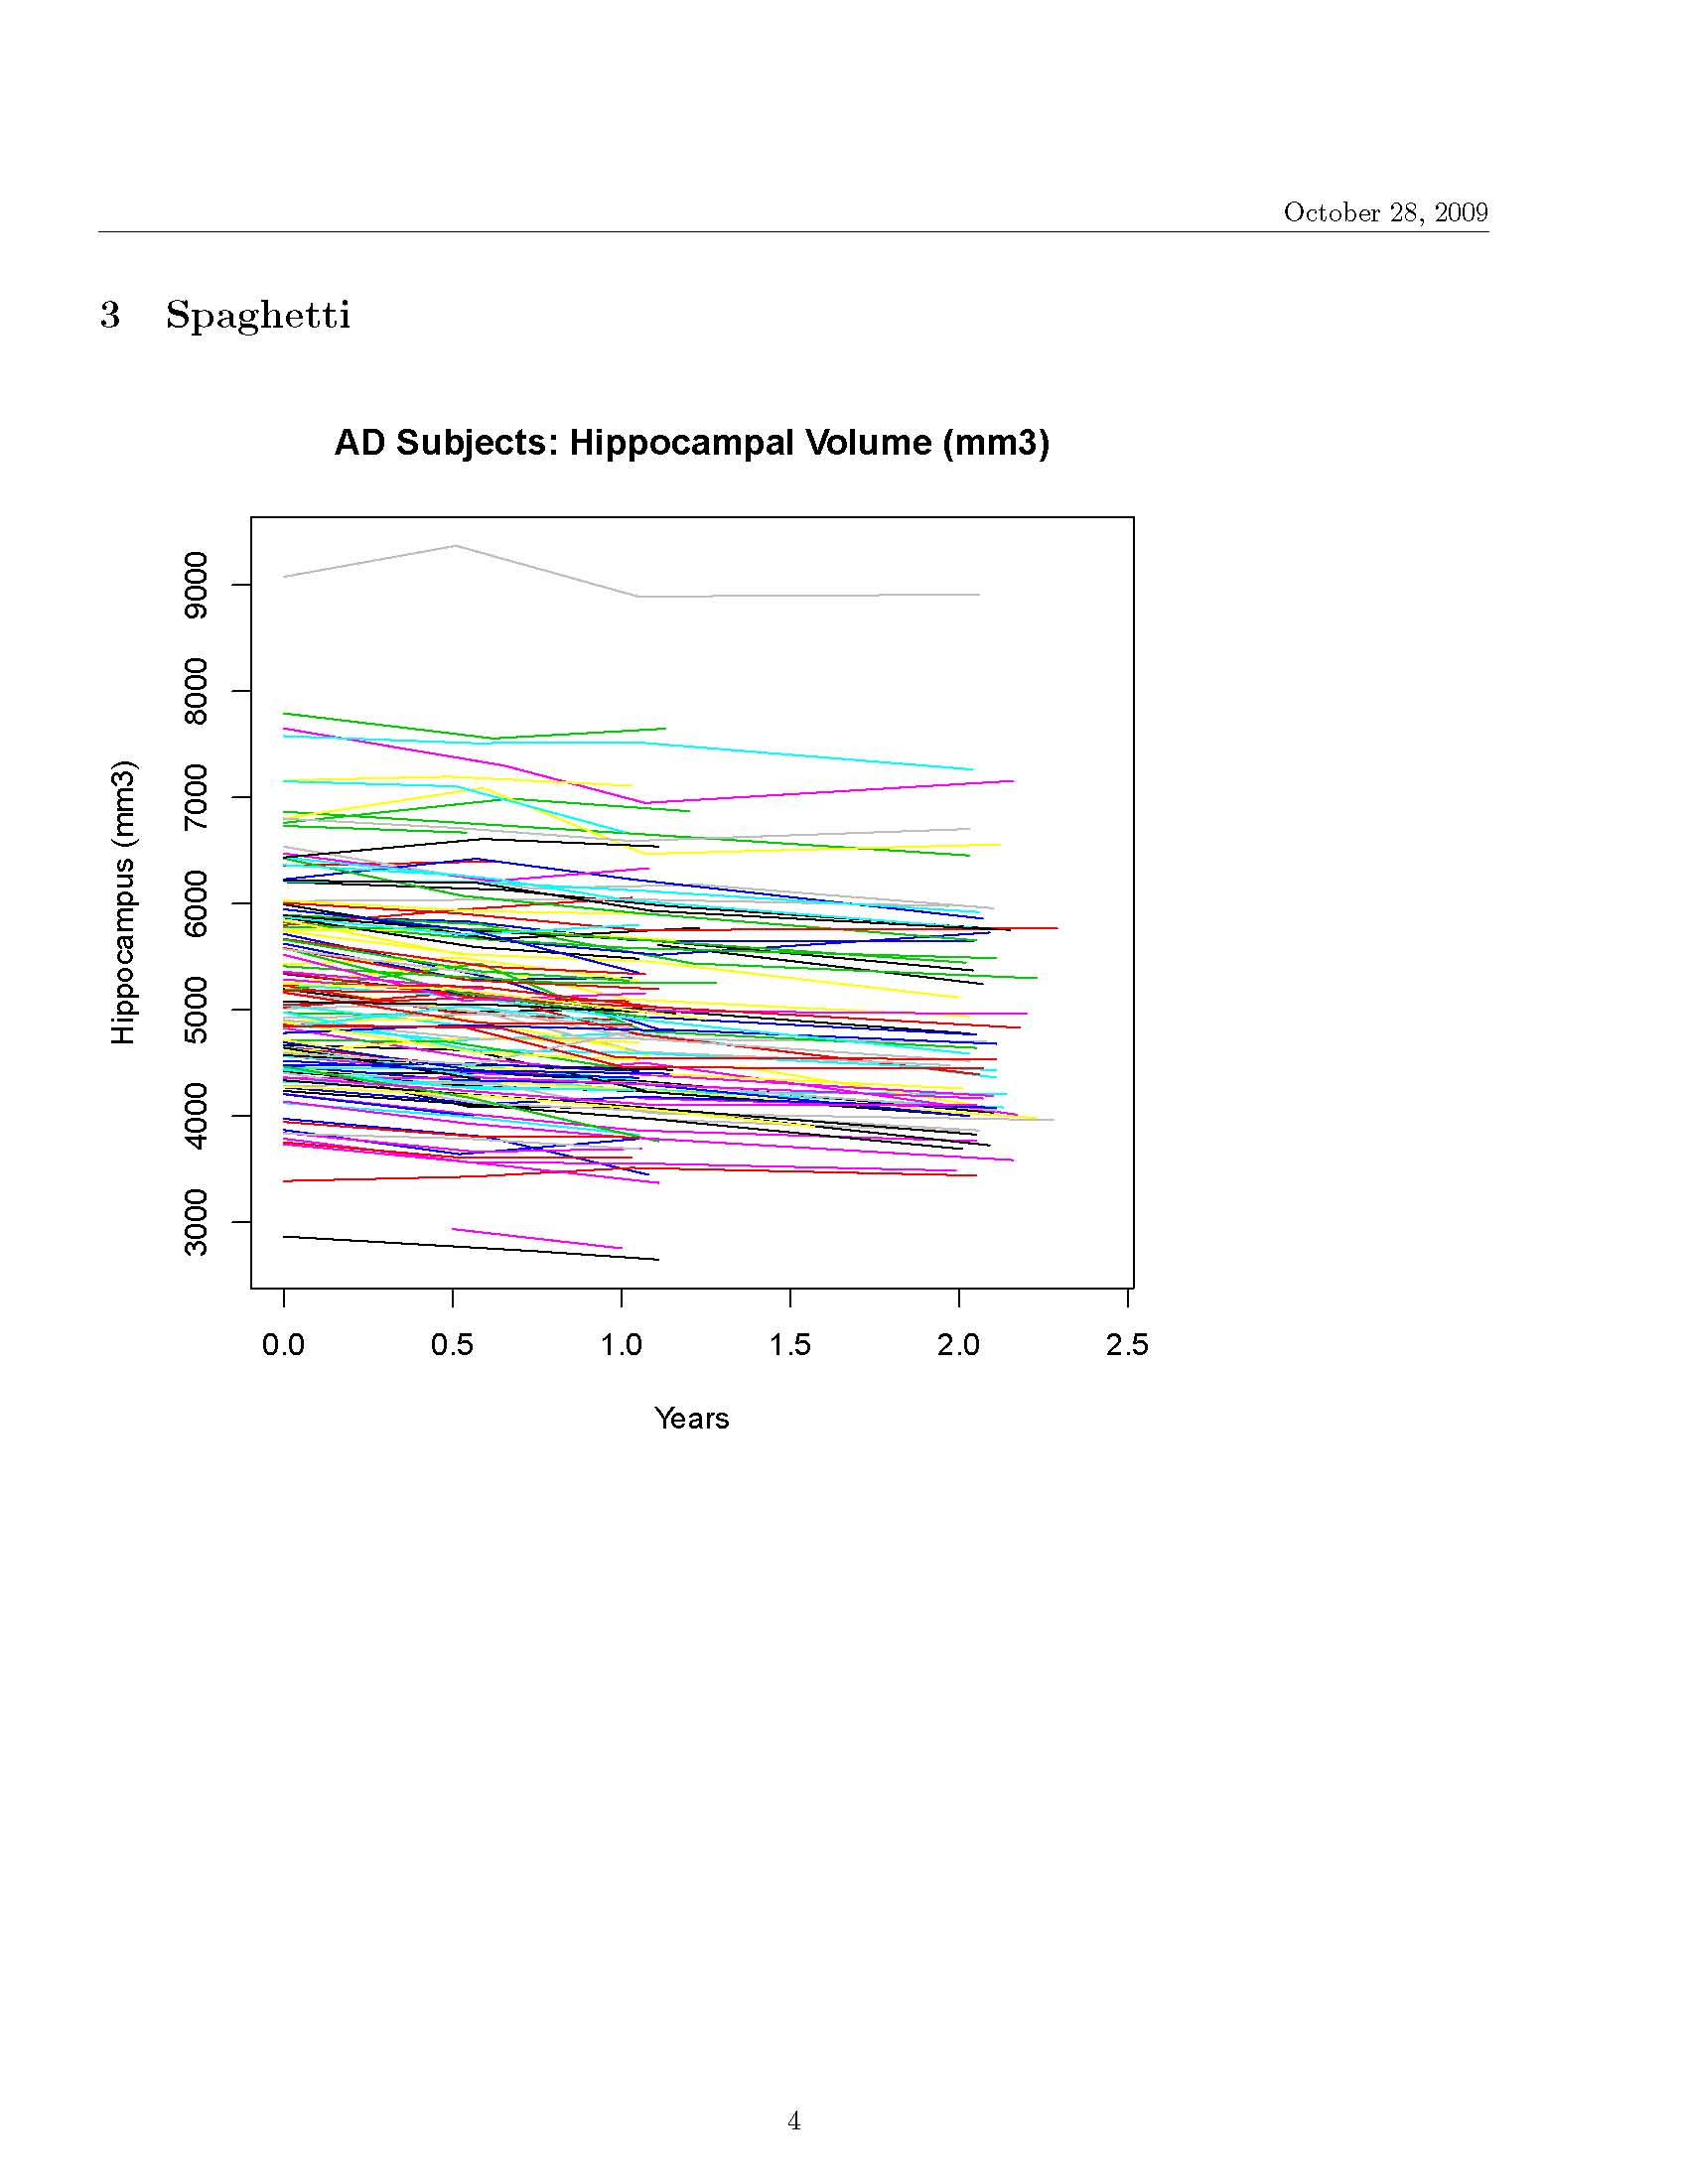 October 28, 2009
3 Spaghetti
AD Subjects: Hippocampal Volume (mm3)
Hippocampus (mm3)
9000
8000
7000
6000
5000
4000
3000
0.0 0.5 1.0 1.5 2.0 2.5
Years
4